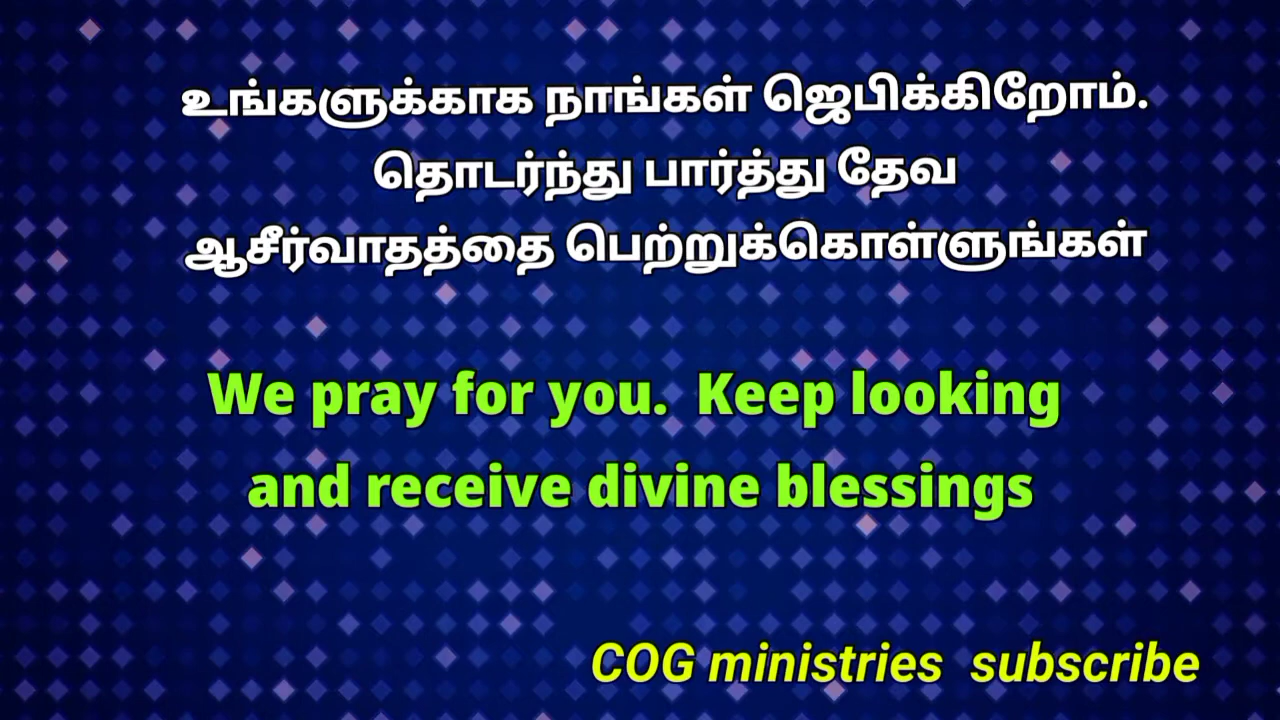 உங்களுக்காக நாங்கள் ஜெபிக்கிறோம்.
தொடர்ந்து பார்த்து தேவ
ஆசீர்வாதத்தை பெற்றுக்கொள்ளுங்கள்
We pray for you.  Keep looking
and receive divine blessings
COG ministries  subscribe